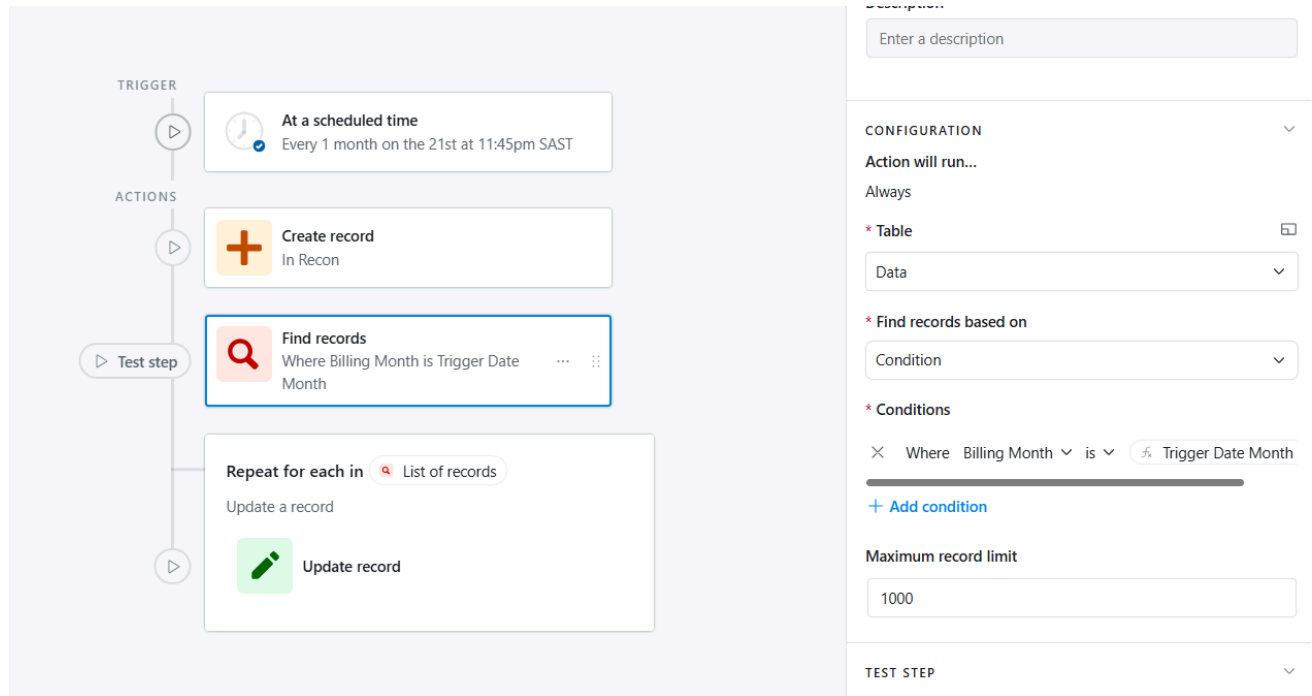 TRIGGER
At a scheduled time
Every 1 month on the 21st at 11:45pm SAST
ACTIONS
Create record
In Recon
Test step
Find records
Where Billing Month is Trigger Date
Month
Repeat for each in List of records
Update a record
Update record
Description
Enter a description
CONFIGURATION
Action will run...
Always
* Table
Data
* Find records based on
Condition
* Conditions
Where Billing Month is fx Trigger Date Month
+ Add condition
Maximum record limit
1000
TEST STEP